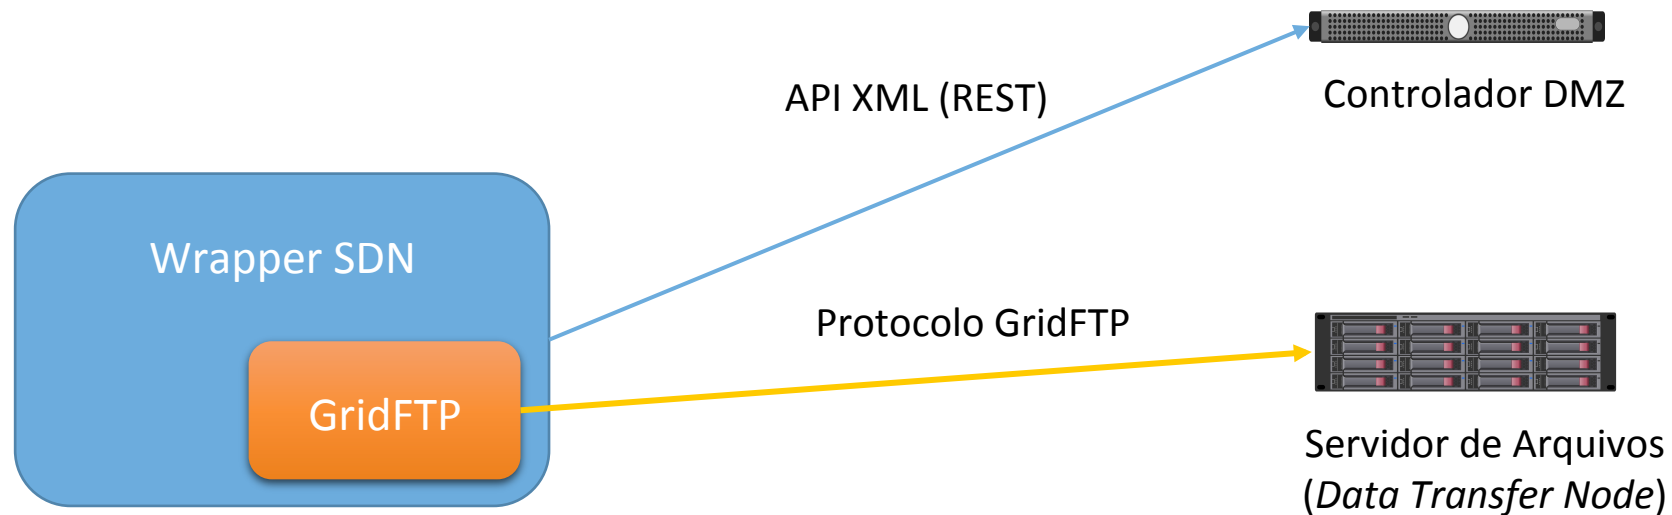 API XML (REST)
Controlador DMZ
Wrapper SDN
Protocolo GridFTP
GridFTP
Servidor de Arquivos
(Data Transfer Node)